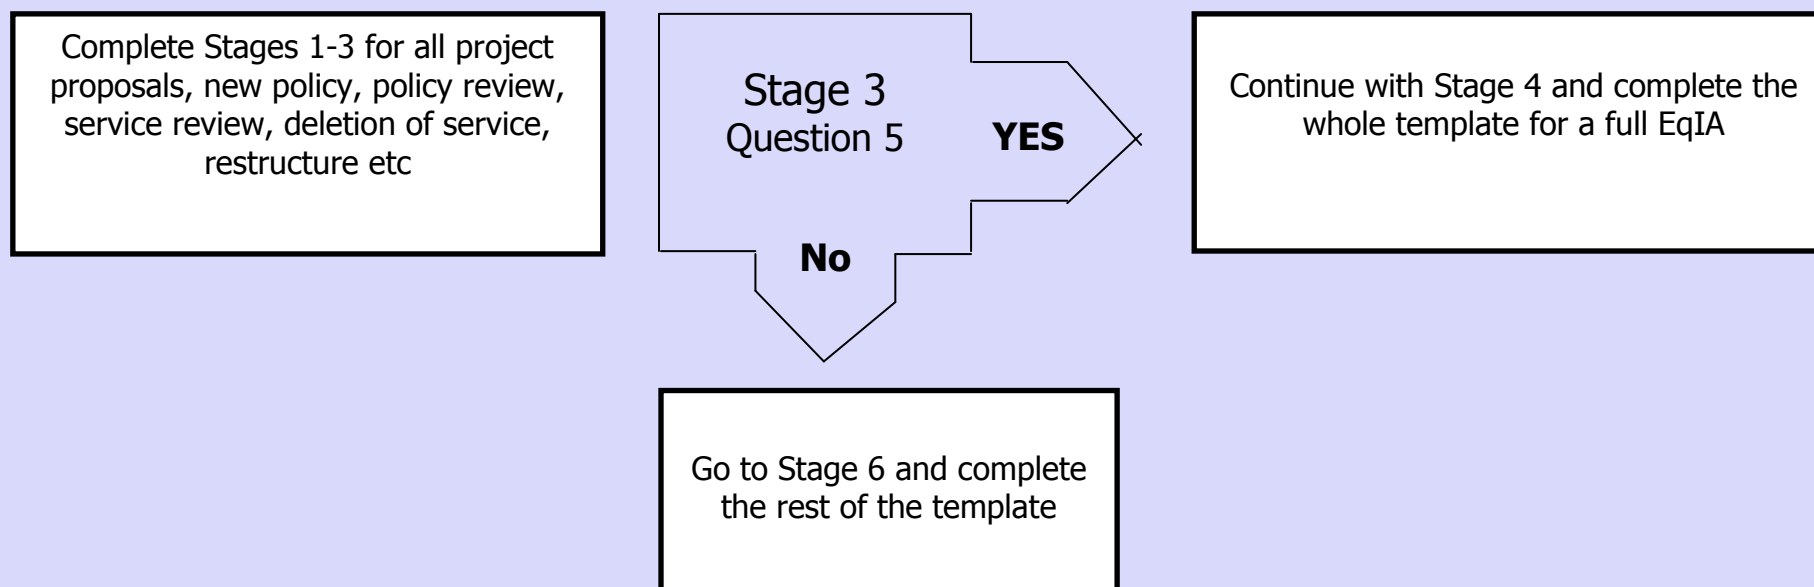 Complete Stages 1-3 for all project
proposals, new policy, policy review,
service review, deletion of service,
restructure etc
Stage 3
Question 5
YES
No
Continue with Stage 4 and complete the
whole template for a full EqIA
Go to Stage 6 and complete
the rest of the template